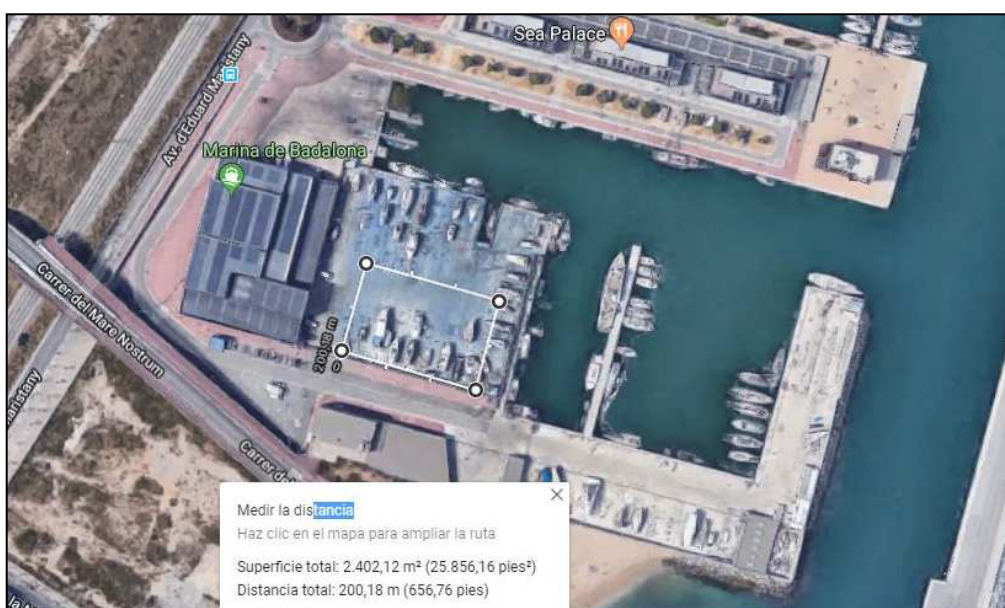 Sea Palace
Av. d'Eduard Maristany
Marina de Badalona
Carrer del Mare Nostrum
200,18 m
0
Maristany
Carrer de
Medir la distancia
Haz clic en el mapa para ampliar la ruta
Superficie total: 2.402,12 m² (25.856,16 pies²)
Distancia total: 200,18 m (656,76 pies)